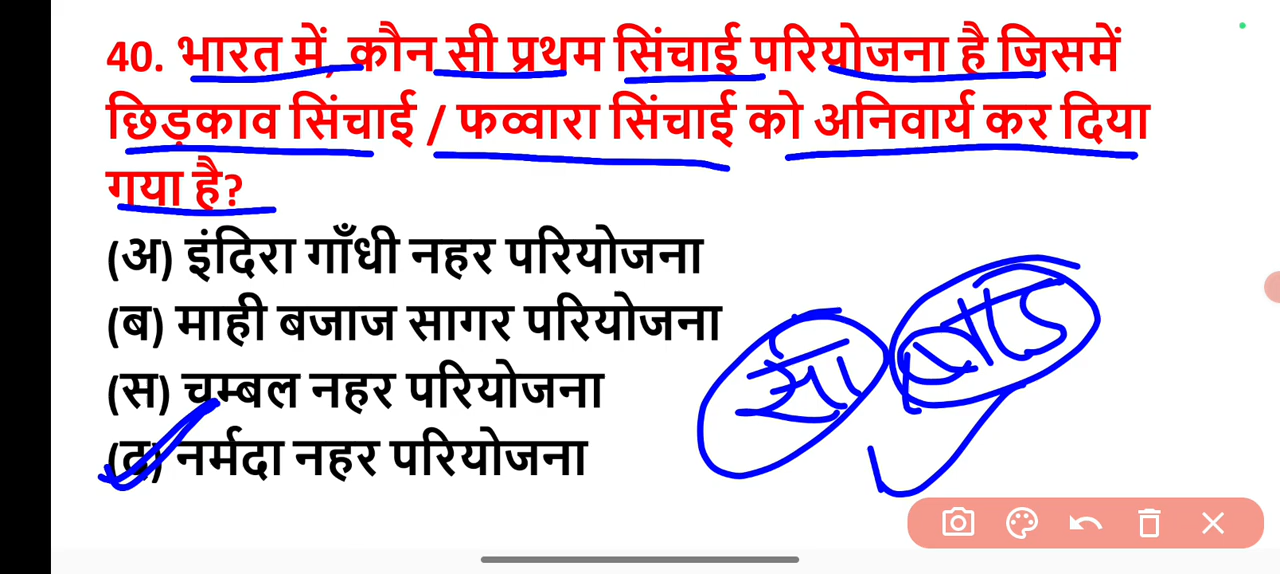 40. भारत में, कौन सी प्रथम सिंचाई परियोजना है जिसमें
छिड़काव सिंचाई / फव्वारा सिंचाई को अनिवार्य कर दिया
गया है?
(अ) इंदिरा गाँधी नहर परियोजना
(ब) माही बजाज सागर परियोजना
(स) चम्बल नहर परियोजना
(द) नर्मदा नहर परियोजना